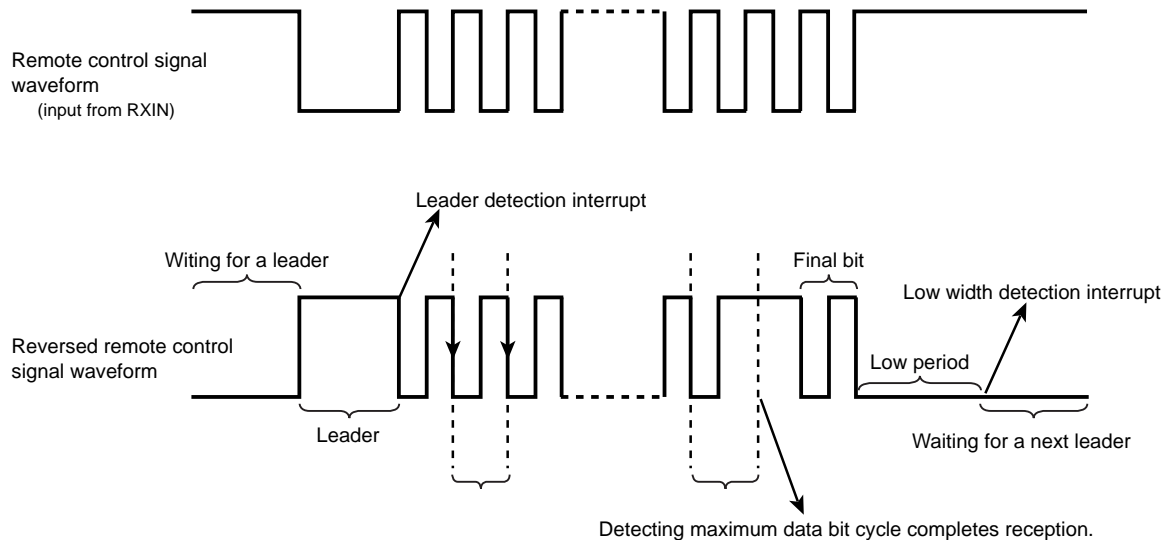 Remote control signal
waveform
(input from RXIN)
Leader detection interrupt
Witing for a leader
Final bit
Low width detection interrupt
Reversed remote control
signal waveform
Low period
Leader
Waiting for a next leader
Detecting maximum data bit cycle completes reception.